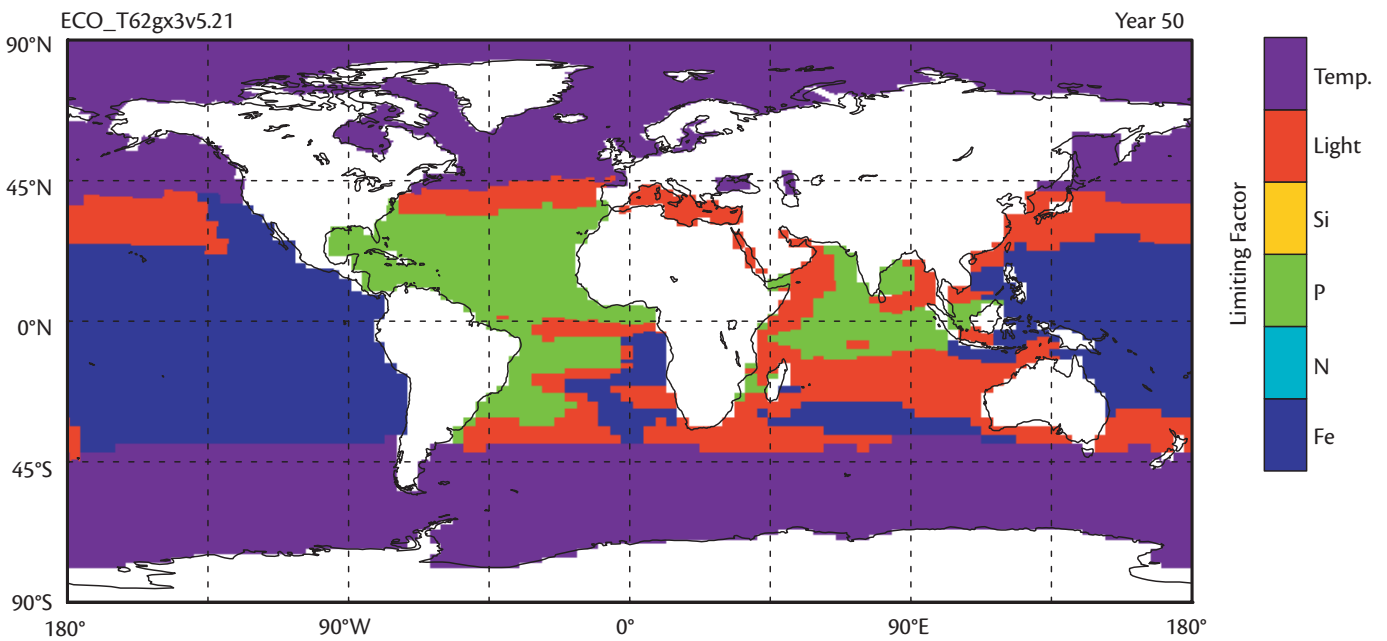 ECO_T62gx3v5.21 Year 50
90°N
45°N
0°N
45°S
90°S
180° 90°W 0° 90°E 180°
Limiting Factor
Temp.
Light
Si
P
N
Fe